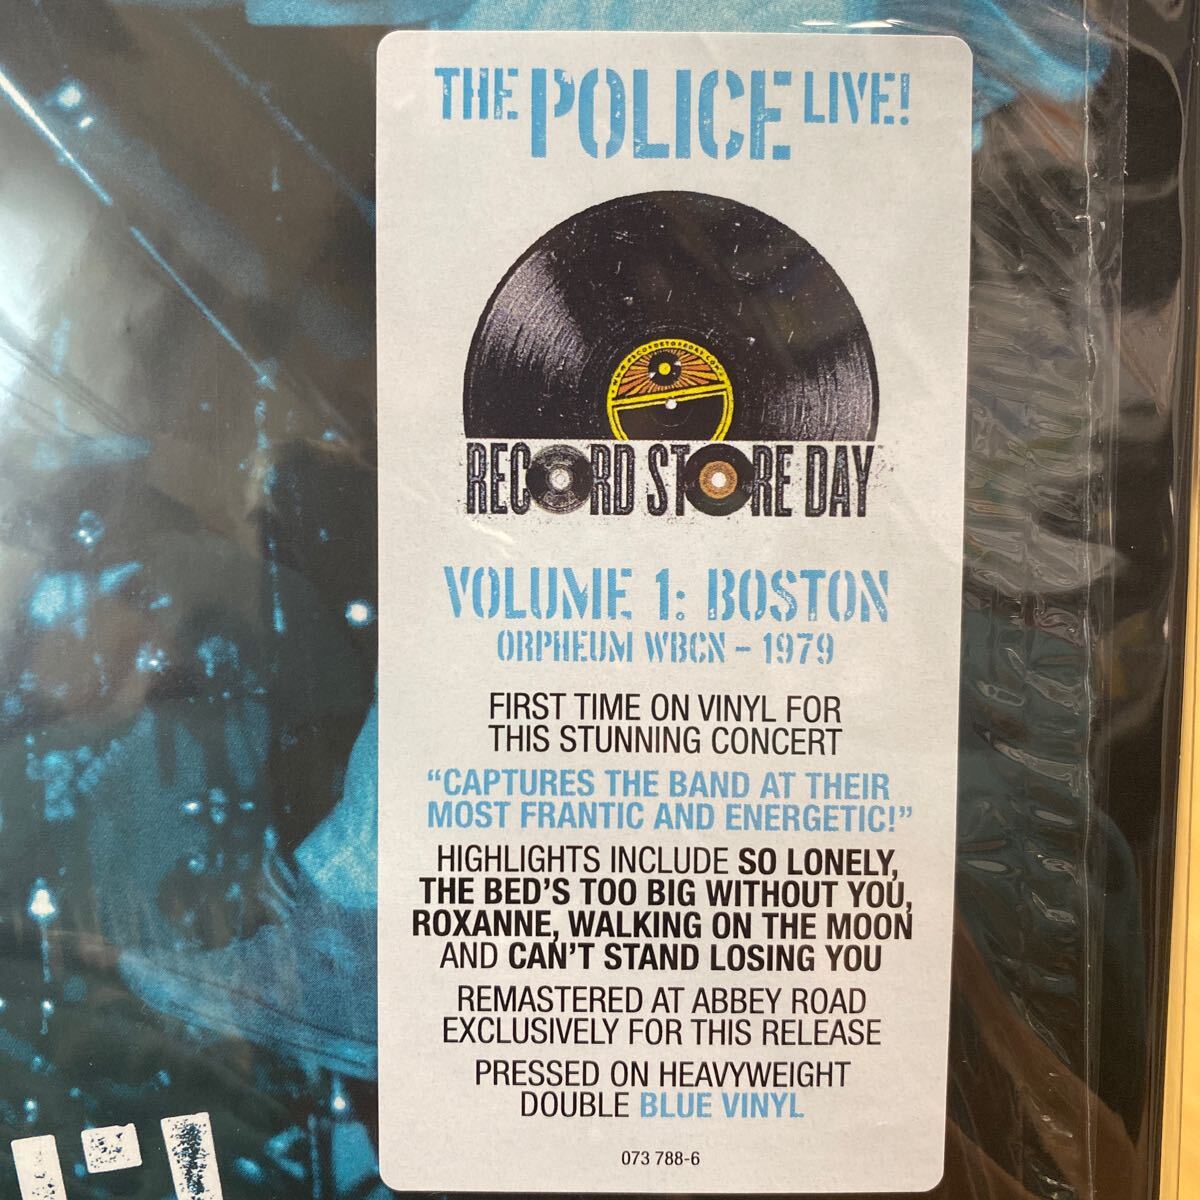 THE POLICE LIVE!
WWW.RECORDSTOREDAY.COM
RECORD STORE DAY
VOLUME 1: BOSTON
ORPHEUM WBCN - 1979
FIRST TIME ON VINYL FOR
THIS STUNNING CONCERT
“CAPTURES THE BAND AT THEIR
MOST FRANTIC AND ENERGETIC!”
HIGHLIGHTS INCLUDE SO LONELY,
THE BED'S TOO BIG WITHOUT YOU,
ROXANNE, WALKING ON THE MOON
AND CAN'T STAND LOSING YOU
REMASTERED AT ABBEY ROAD
EXCLUSIVELY FOR THIS RELEASE
PRESSED ON HEAVYWEIGHT
DOUBLE BLUE VINYL
073 788-6